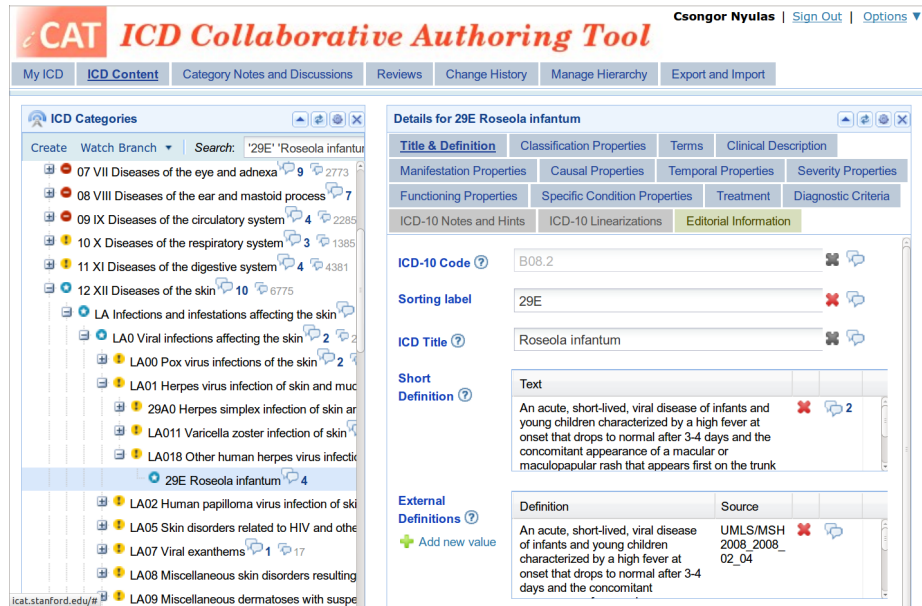 Csongor Nyulas | Sign Out | Options ▼
iCAT ICD Collaborative Authoring Tool
My ICD ICD Content Category Notes and Discussions Reviews Change History Manage Hierarchy Export and Import
ICD Categories
Create Watch Branch Search: '29E' 'Roseola infantu
07 VII Diseases of the eye and adnexa 9 2773
08 VIII Diseases of the ear and mastoid process 7
09 IX Diseases of the circulatory system 4 2285
10 X Diseases of the respiratory system 3 1385
11 XI Diseases of the digestive system 4 4381
12 XII Diseases of the skin 10 6775
LA Infections and infestations affecting the skin
LA0 Viral infections affecting the skin 2 2
LA00 Pox virus infections of the skin 2
LA01 Herpes virus infection of skin and muc
29A0 Herpes simplex infection of skin ar
LA011 Varicella zoster infection of skin
LA018 Other human herpes virus infectio
29E Roseola infantum 4
LA02 Human papilloma virus infection of ski
LA05 Skin disorders related to HIV and othe
LA07 Viral exanthems 1 17
LA08 Miscellaneous skin disorders resulting
LA09 Miscellaneous dermatoses with suspe
icat.stanford.edu/#
Details for 29E Roseola infantum
Title & Definition Classification Properties Terms Clinical Description
Manifestation Properties Causal Properties Temporal Properties Severity Properties
Functioning Properties Specific Condition Properties Treatment Diagnostic Criteria
ICD-10 Notes and Hints ICD-10 Linearizations Editorial Information
ICD-10 Code B08.2
Sorting label 29E
ICD Title Roseola infantum
Short
Definition
Text
An acute, short-lived, viral disease of infants and
young children characterized by a high fever at
onset that drops to normal after 3-4 days and the
concomitant appearance of a macular or
maculopapular rash that appears first on the trunk
2
External
Definitions
Add new value
Definition Source
An acute, short-lived, viral disease UMLS/MSH
of infants and young children 2008_2008_
characterized by a high fever at 02_04
onset that drops to normal after 3-4
days and the concomitant